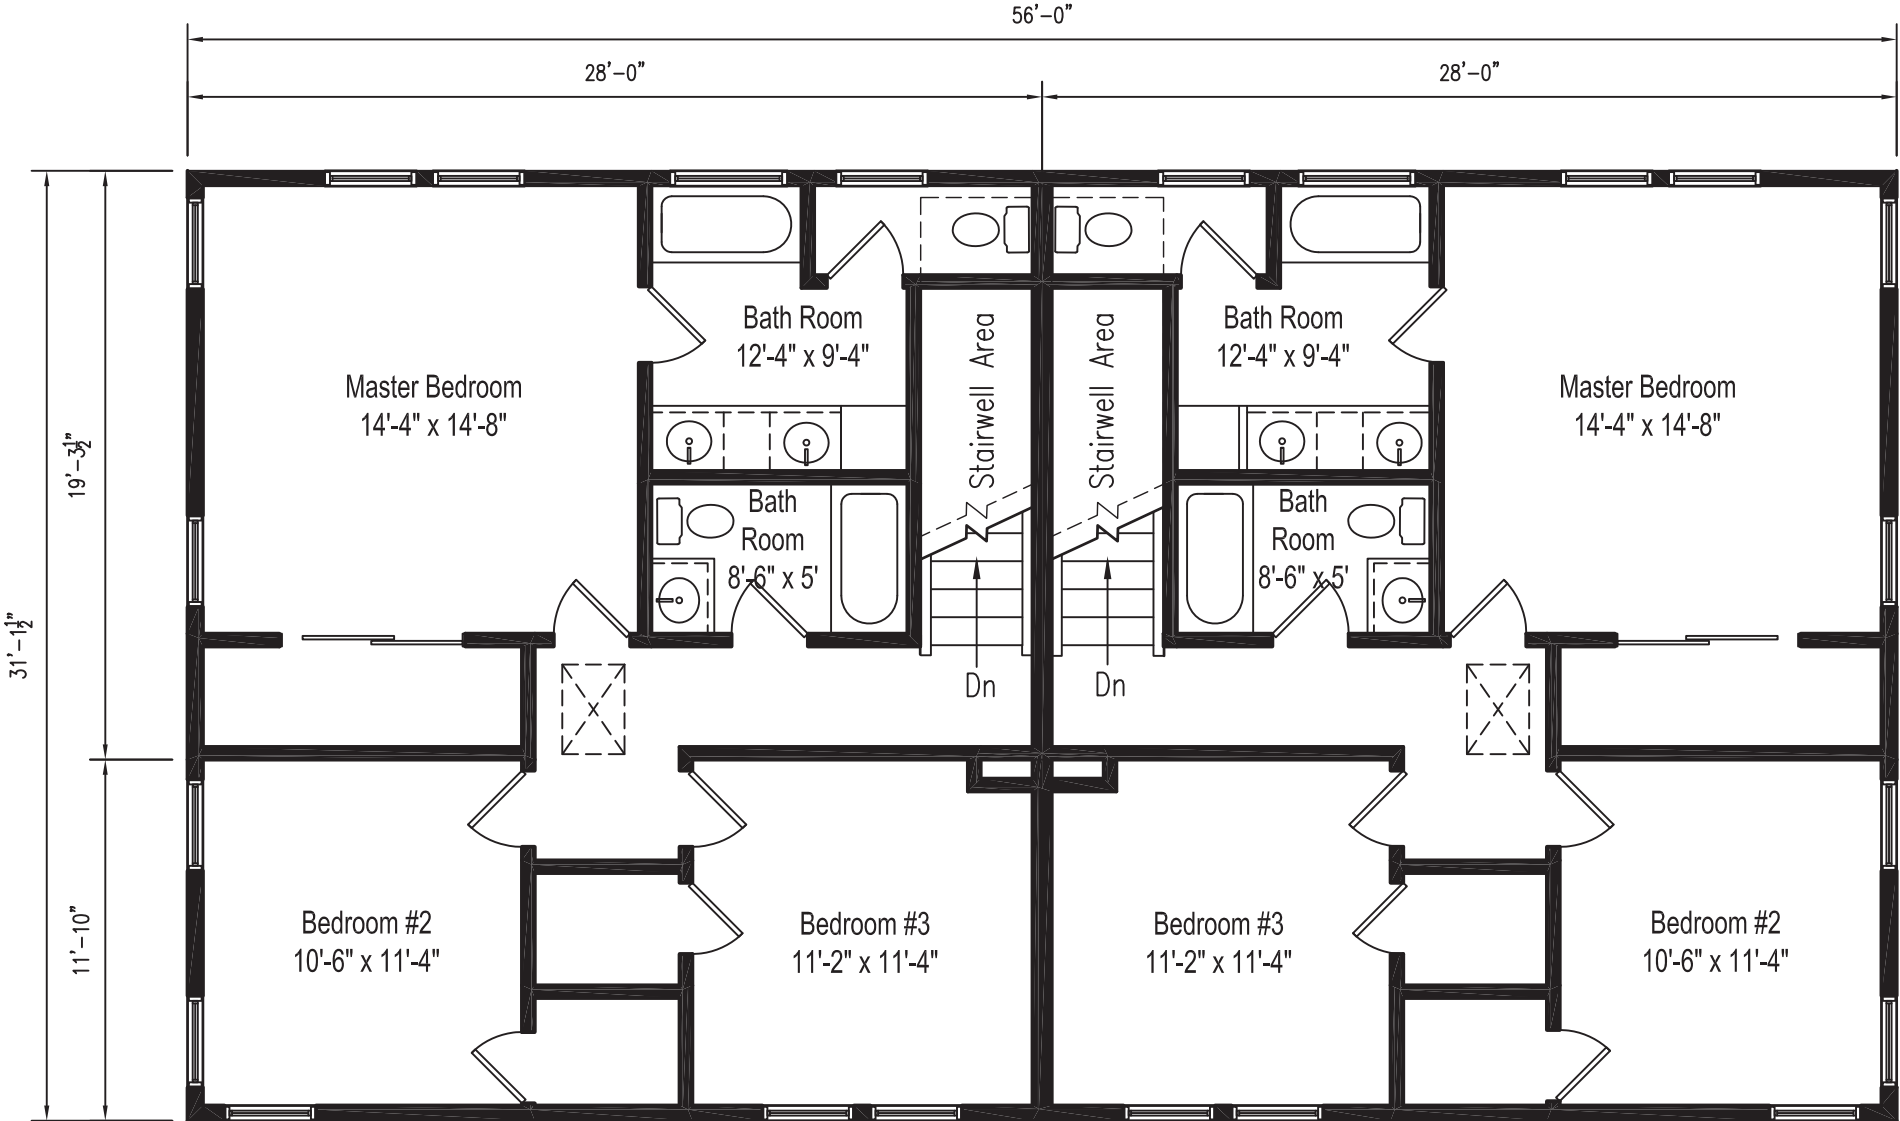 56'-0"
28'-0"
28'-0"
Bath Room
12'-4" x 9'-4"
Stairwell Area
Stairwell Area
Bath Room
12'-4" x 9'-4"
Master Bedroom
14'-4" x 14'-8"
Master Bedroom
14'-4" x 14'-8"
19'-3½"
Bath
Room
8'-6" x 5'
Bath
Room
8'-6" x 5'
31'-1½"
Dn
Dn
Bedroom #2
10'-6" x 11'-4"
Bedroom #3
11'-2" x 11'-4"
Bedroom #3
11'-2" x 11'-4"
Bedroom #2
10'-6" x 11'-4"
11'-10"